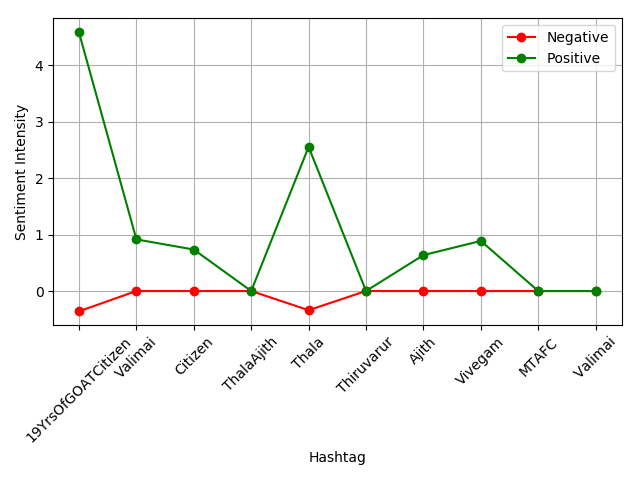 Negative
Positive
4
3
2
1
0
Sentiment Intensity
19YrsOfGOATCitizen
Valimai
Citizen
ThalaAjith
Thala
Thiruvarur
Ajith
Vivegam
MTAFC
Valimai
Hashtag